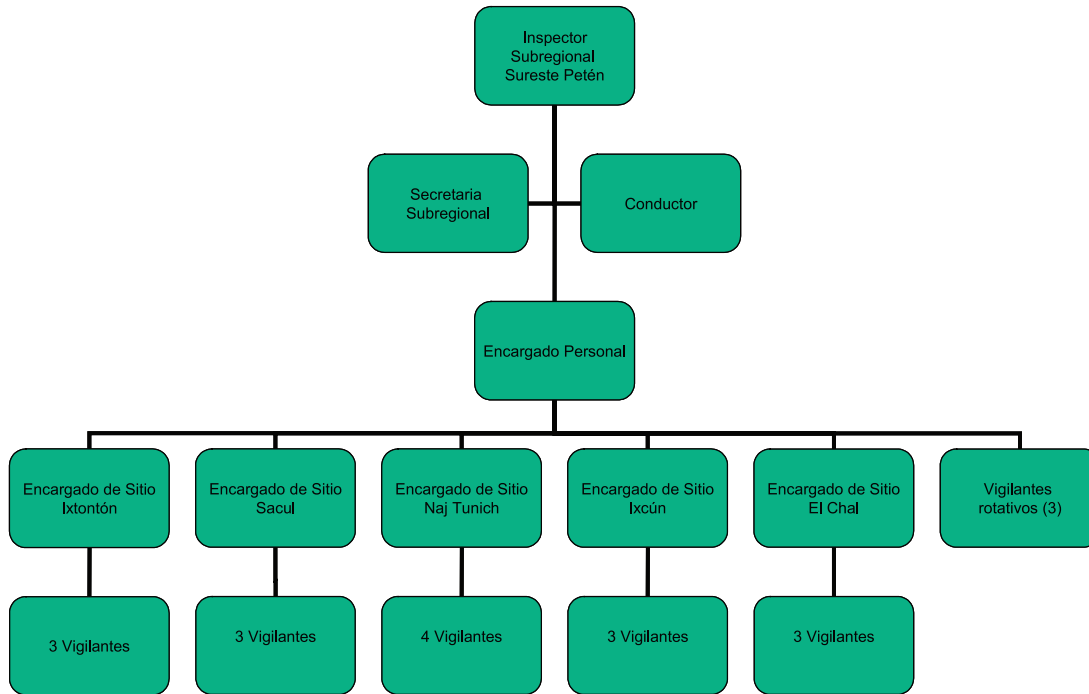 Inspector
Subregional
Sureste Petén
Secretaria
Subregional
Conductor
Encargado Personal
Encargado de Sitio
Ixtontón
Encargado de Sitio
Sacul
Encargado de Sitio
Naj Tunich
Encargado de Sitio
Ixcún
Encargado de Sitio
El Chal
Vigilantes
rotativos (3)
3 Vigilantes
3 Vigilantes
4 Vigilantes
3 Vigilantes
3 Vigilantes